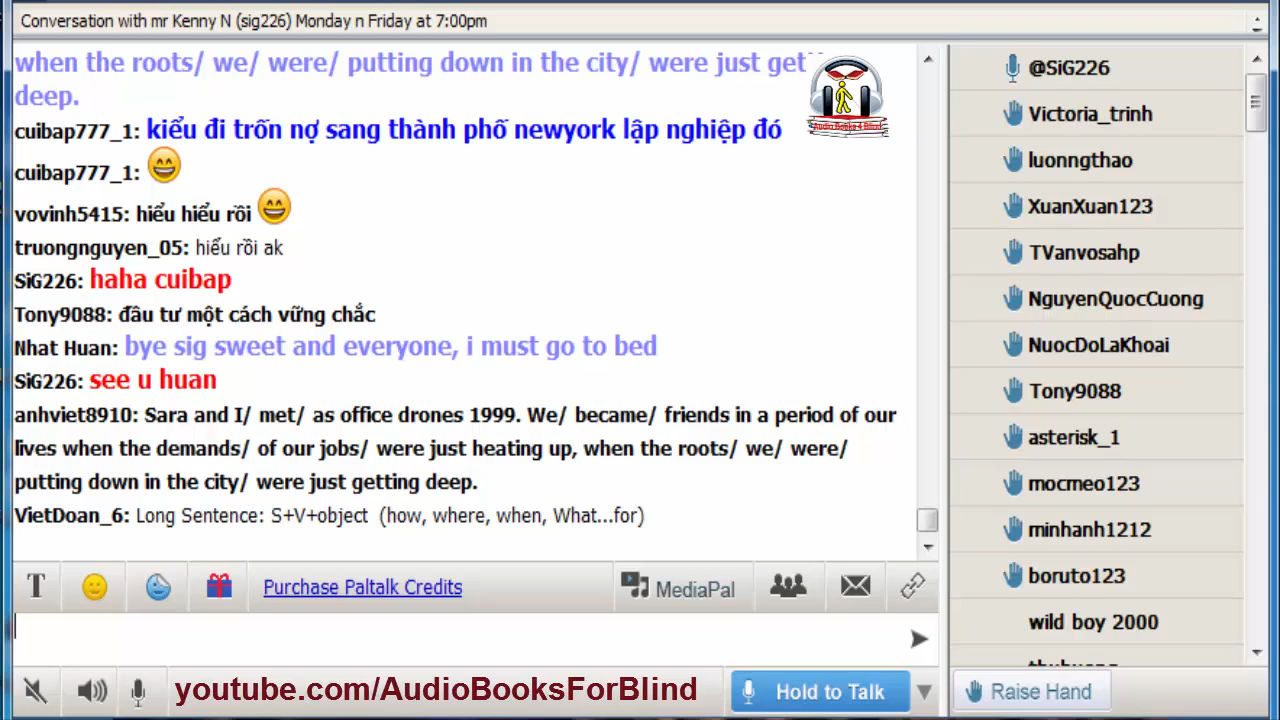 Conversation with mr Kenny N (sig226) Monday n Friday at 7:00pm
when the roots/ we/ were/ putting down in the city/ were just
deep.
cuibap777_1: kiểu đi trốn nợ sang thành phố newyork lập nghiệp đó
cuibap777_1:
vovinh5415: hiểu hiểu rồi
truongnguyen_05: hiểu rồi ak
SiG226: haha cuibap
Tony9088: đầu tư một cách vững chắc
Nhat Huan: bye sig sweet and everyone, i must go to bed
SiG226: see u huan
anhviet8910: Sara and I/ met/ as office drones 1999. We/ became/ friends in a period of our
lives when the demands/ of our jobs/ were just heating up, when the roots/ we/ were/
putting down in the city/ were just getting deep.
VietDoan_6: Long Sentence: S+V+object (how, where, when, What...for)
Audio Books 4 Blind
T
Purchase Paltalk Credits
MediaPal
youtube.com/AudioBooksForBlind
Hold to Talk
@SiG226
Victoria_trinh
luonngthao
XuanXuan123
TVanvosahp
NguyenQuocCuong
NuocDoLaKhoai
Tony9088
asterisk_1
mocmeo123
minhanh1212
boruto123
wild boy 2000
Raise Hand